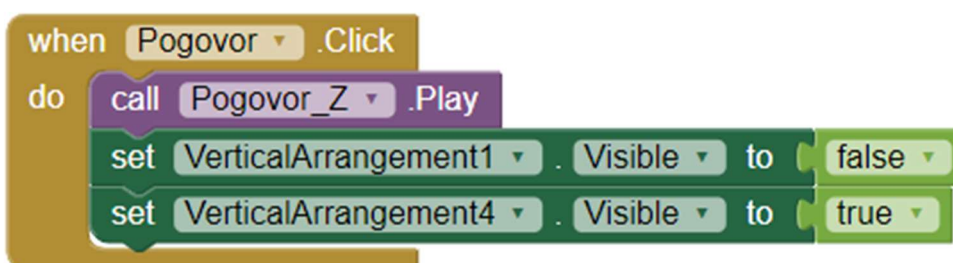 when Pogovor .Click
do call Pogovor_Z .Play
set VerticalArrangement1 . Visible to false
set VerticalArrangement4 . Visible to true